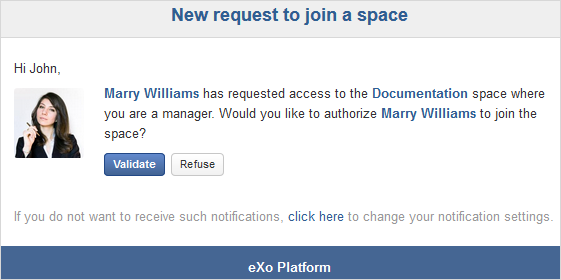 New request to join a space
Hi John,
Marry Williams has requested access to the Documentation space where
you are a manager. Would you like to authorize Marry Williams to join the
space?
Validate Refuse
If you do not want to receive such notifications, click here to change your notification settings.
eXo Platform